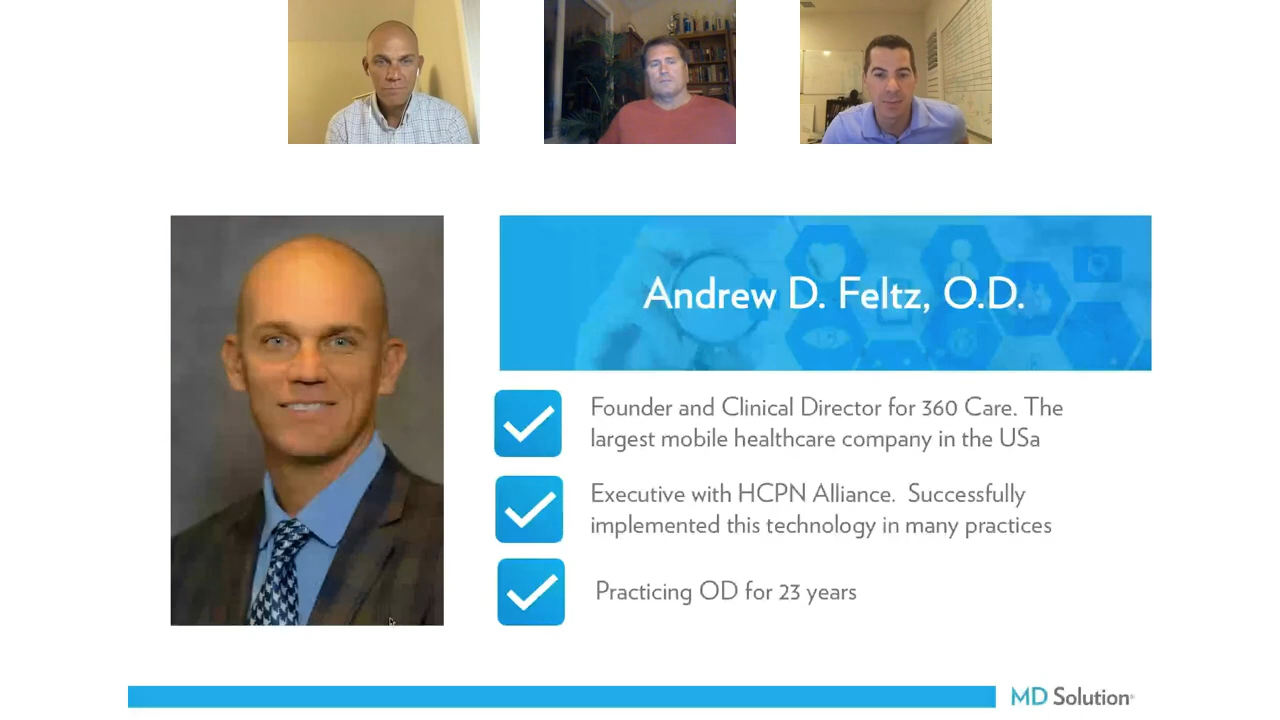 Andrew D. Feltz, O.D.
Founder and Clinical Director for 360 Care. The
largest mobile healthcare company in the USa
Executive with HCPN Alliance. Successfully
implemented this technology in many practices
Practicing OD for 23 years
MD Solution®